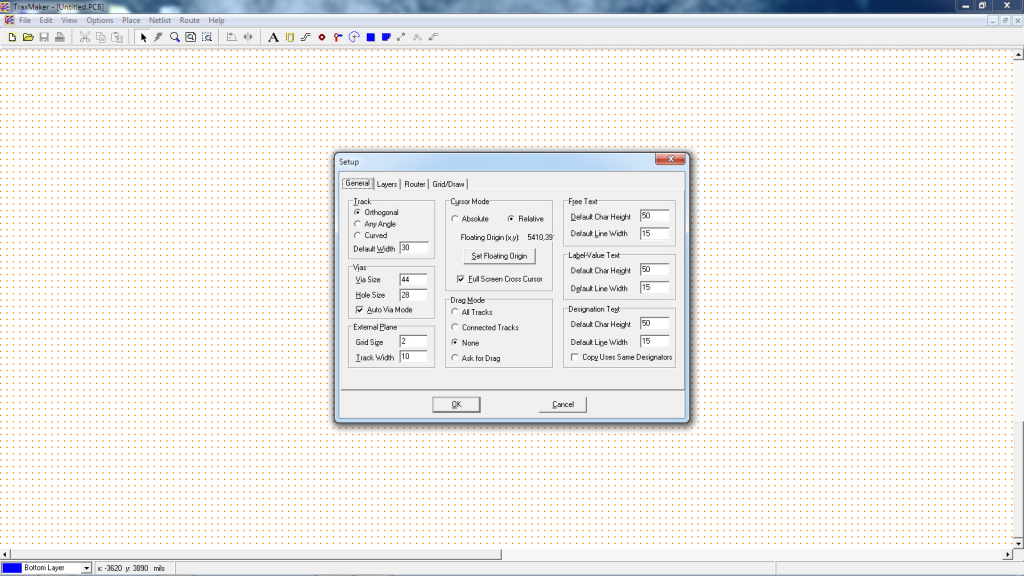 TraxMaker - [Untitled.PCB]
File Edit View Options Place Netlist Route Help
A
Setup
General Layers Router Grid/Draw
Track
Orthogonal
Any Angle
Curved
Default Width 30
Vias
Via Size 44
Hole Size 28
Auto Via Mode
External Plane
Grid Size 2
Track Width 10
Cursor Mode
Absolute Relative
Floating Origin (x,y): 5410,39
Set Floating Origin
Full Screen Cross Cursor
Drag Mode
All Tracks
Connected Tracks
None
Ask for Drag
Free Text
Default Char Height 50
Default Line Width 15
Label-Value Text
Default Char Height 50
Default Line Width 15
Designation Text
Default Char Height 50
Default Line Width 15
Copy Uses Same Designators
OK Cancel
Bottom Layer x: -3620 y: 3890 mils